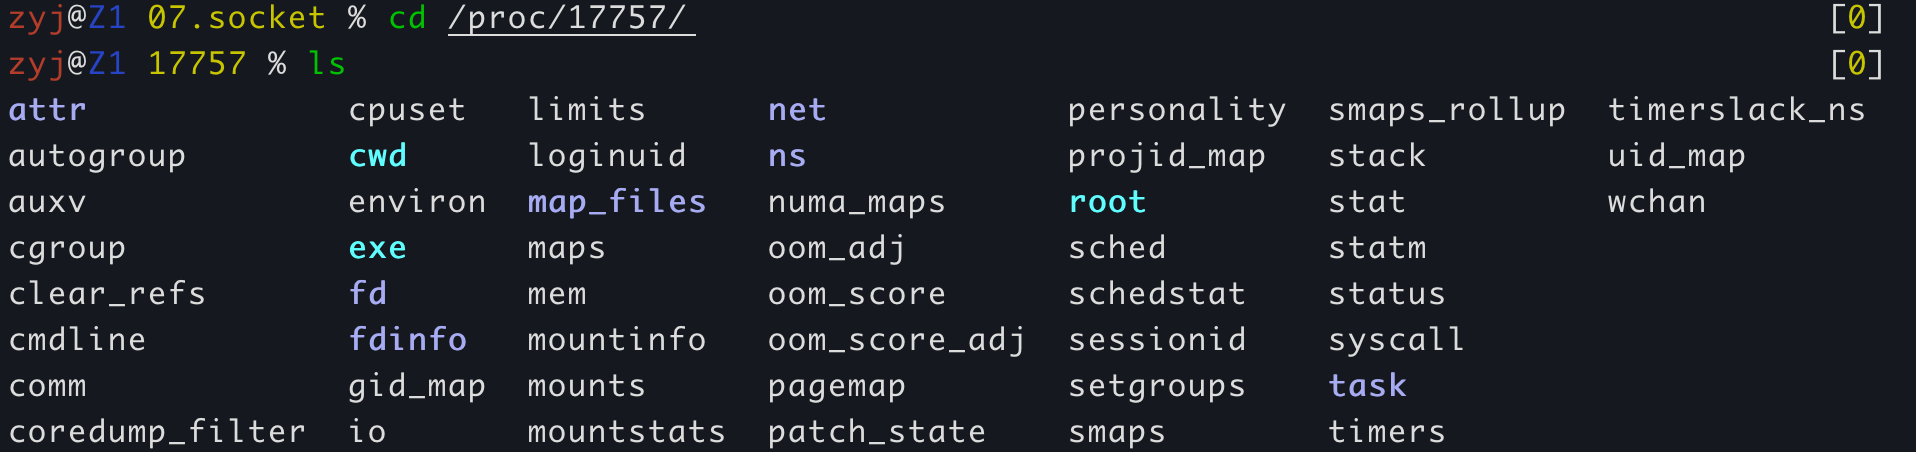 zyj@Z1 07.socket % cd /proc/17757/ [0]
zyj@Z1 17757 % ls [0]
attr cpuset limits net personality smaps_rollup timerslack_ns
autogroup cwd loginuid ns projid_map stack uid_map
auxv environ map_files numa_maps root stat wchan
cgroup exe maps oom_adj sched statm
clear_refs fd mem oom_score schedstat status
cmdline fdinfo mountinfo oom_score_adj sessionid syscall
comm gid_map mounts pagemap setgroups task
coredump_filter io mountstats patch_state smaps timers